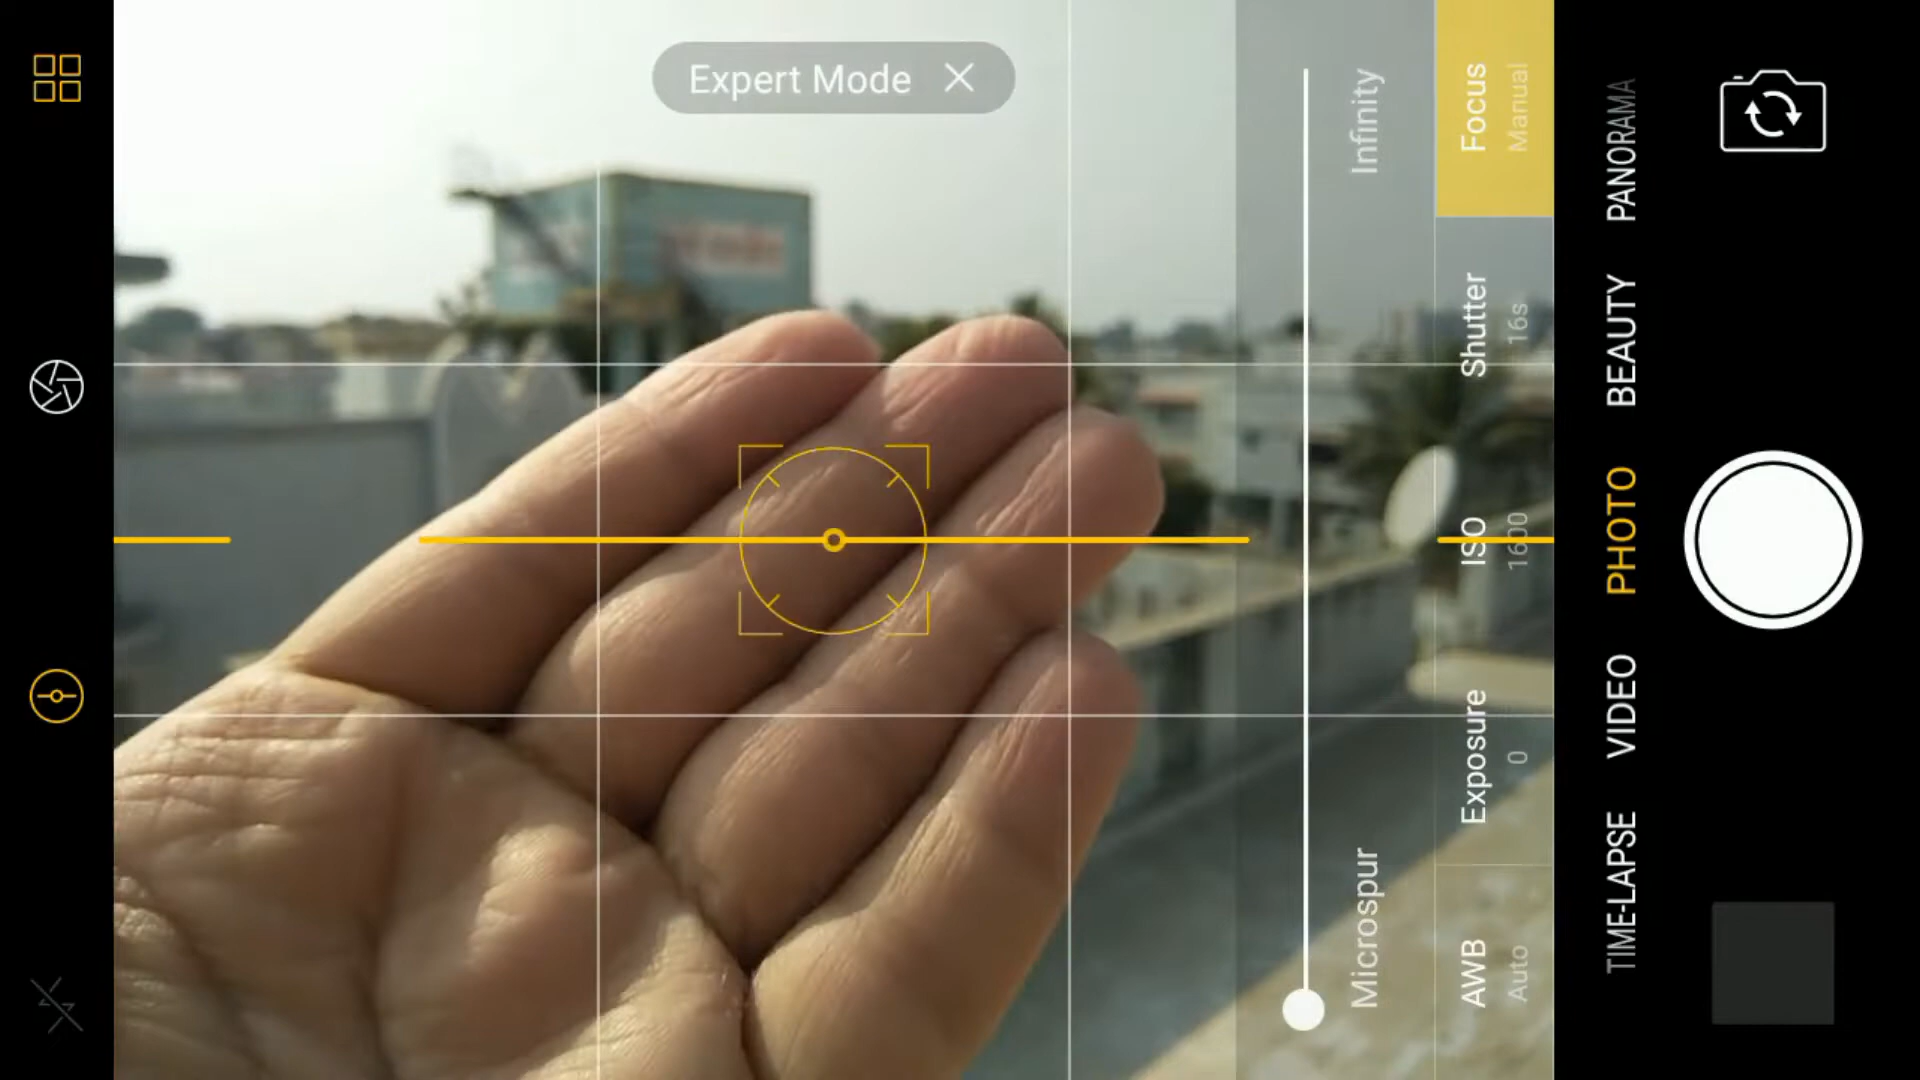 Expert Mode
Infinity
Microspur
Focus
Manual
Shutter
16s
ISO
1600
Exposure
0
AWB
Auto
PANORAMA
BEAUTY
PHOTO
VIDEO
TIME-LAPSE